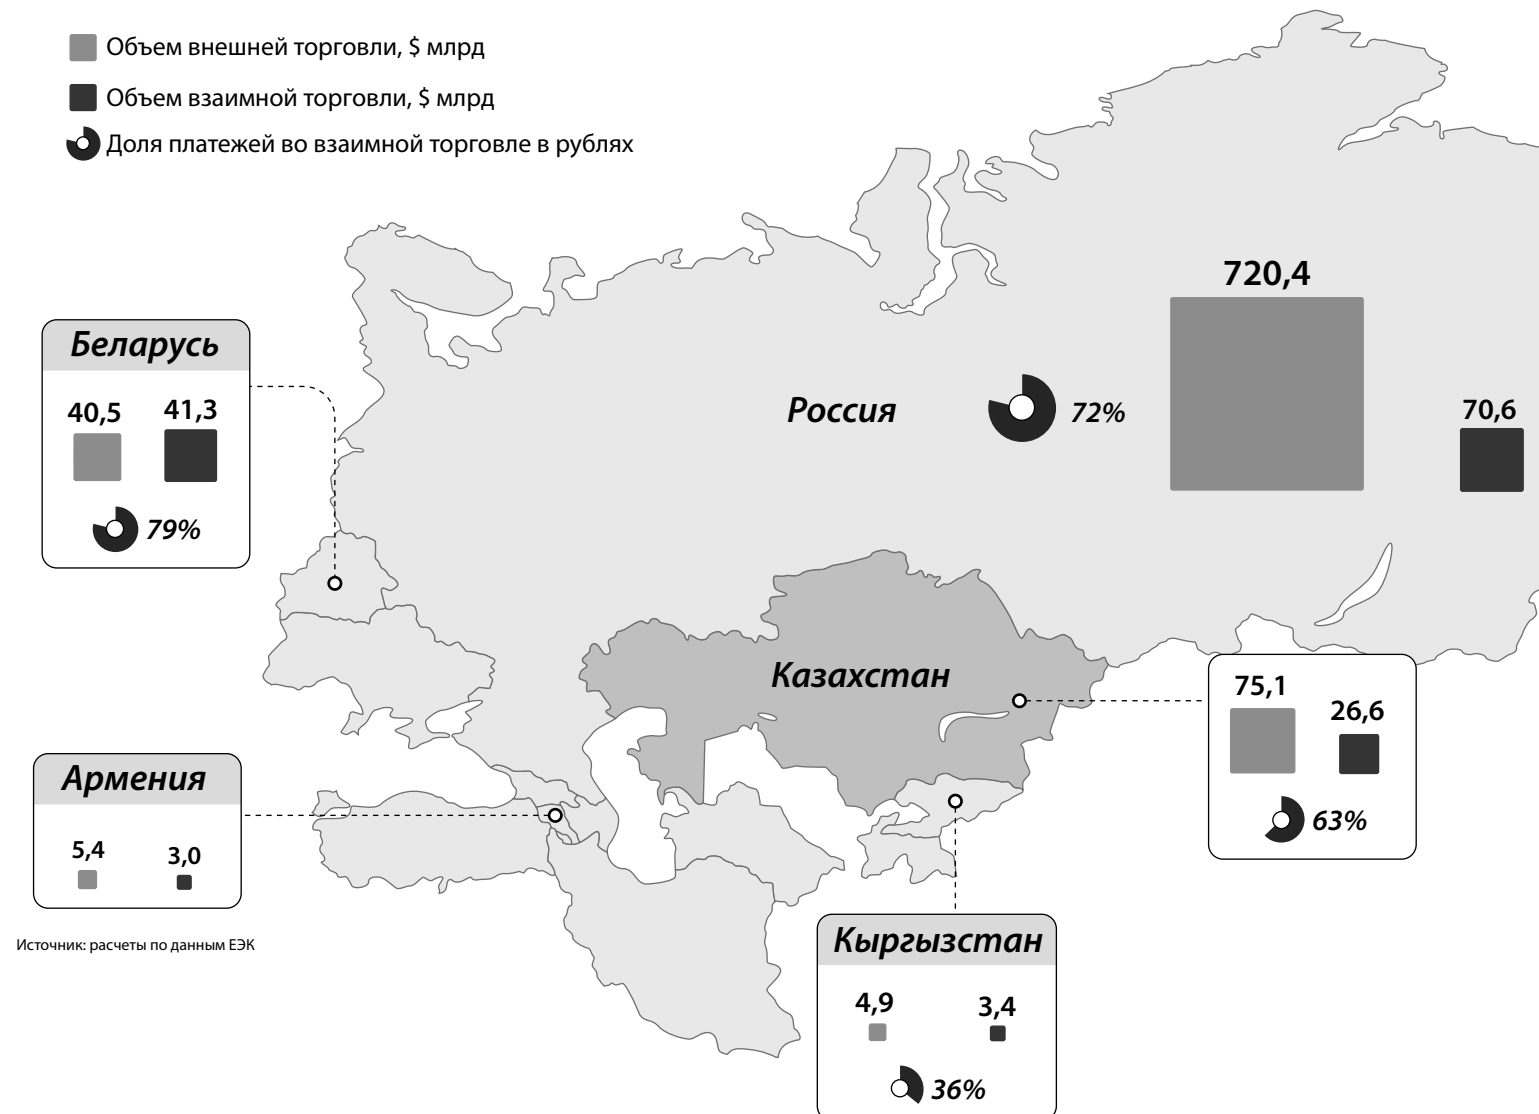 Объем внешней торговли, $ млрд
Объем взаимной торговли, $ млрд
Доля платежей во взаимной торговле в рублях
720,4
Беларусь
40,5 41,3
79%
Россия
72%
70,6
Казахстан
75,1
26,6
63%
Армения
5,4 3,0
Источник: расчеты по данным ЕЭК
Кыргызстан
4,9 3,4
36%